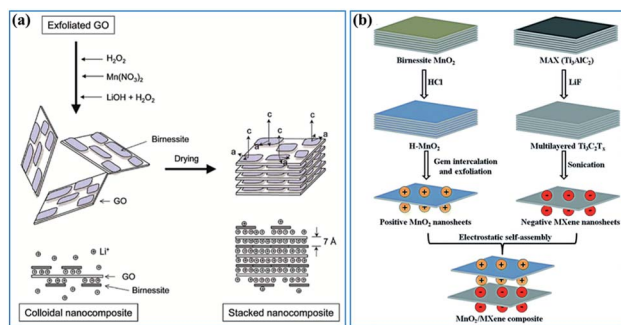 (a)
Exfoliated GO
H₂O₂
Mn(NO₃)₂
LiOH + H₂O₂
Birnessite
GO
Drying
c
c
c
c
a
a
a
a
Li⁺
GO
Birnessite
7 Å
Colloidal nanocomposite
Stacked nanocomposite
(b)
Birnessite MnO₂
MAX (Ti₃AlC₂)
HCl
LiF
H-MnO₂
Multilayered Ti₃C₂Tₓ
Gem intercalation
and exfoliation
Sonication
Positive MnO₂ nanosheets
Negative MXene nanosheets
Electrostatic self-assembly
MnO₂/MXene composite